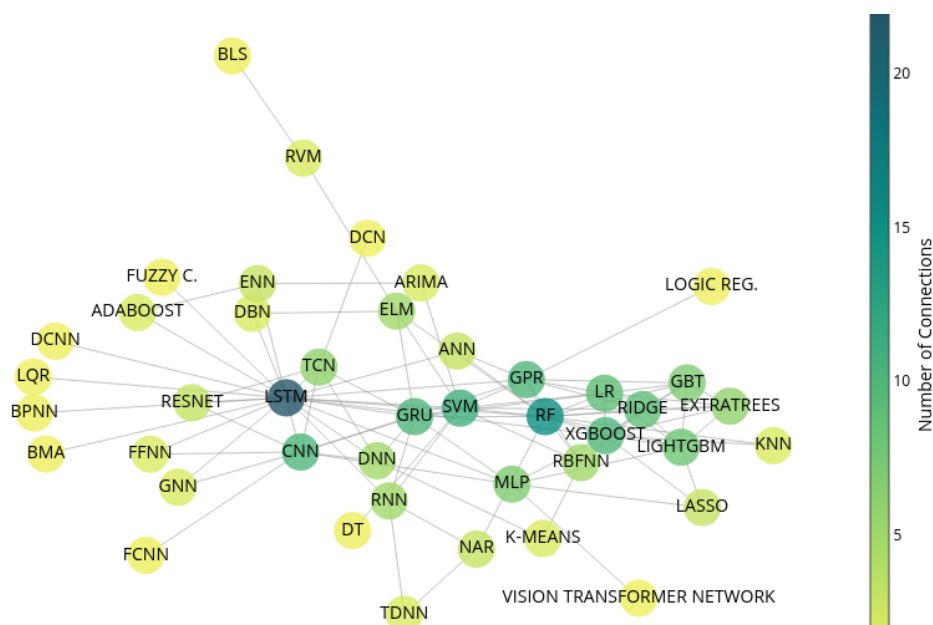 BLS
RVM
DCN
FUZZY C.
ENN
ARIMA
LOGIC REG.
ADABOOST
DBN
ELM
DCNN
ANN
TCN
LQR
GPR
GBT
LSTM
LR
RESNET
BPNN
GRU
SVM
RF
RIDGE
EXTRATREES
XGBOOST
LIGHTGBM
KNN
BMA
FFNN
CNN
DNN
RBFNN
GNN
MLP
RNN
LASSO
DT
K-MEANS
NAR
FCNN
VISION TRANSFORMER NETWORK
TDNN
20
15
10
5
Number of Connections